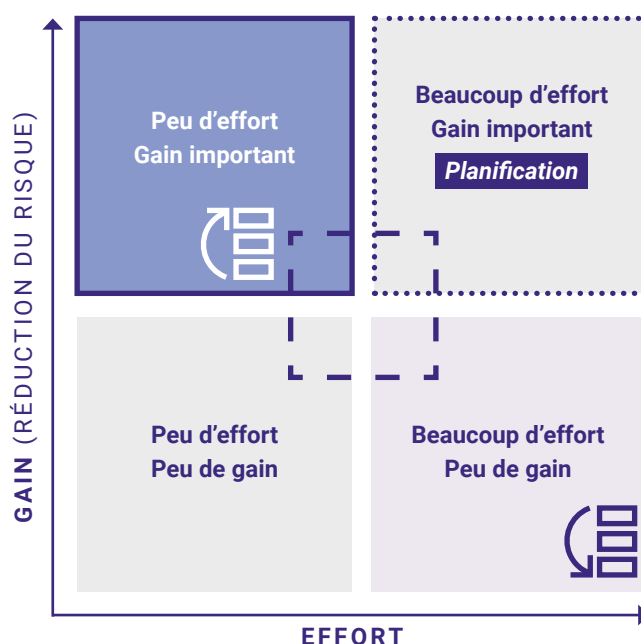 Peu d’effort
Gain important
Beaucoup d’effort
Gain important
Planification
Peu d’effort
Peu de gain
Beaucoup d’effort
Peu de gain
GAIN (RÉDUCTION DU RISQUE)
EFFORT